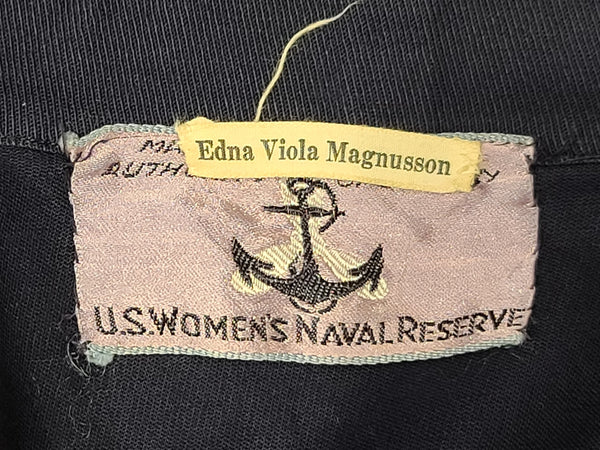 Edna Viola Magnusson
U.S. WOMEN'S NAVAL RESERVE